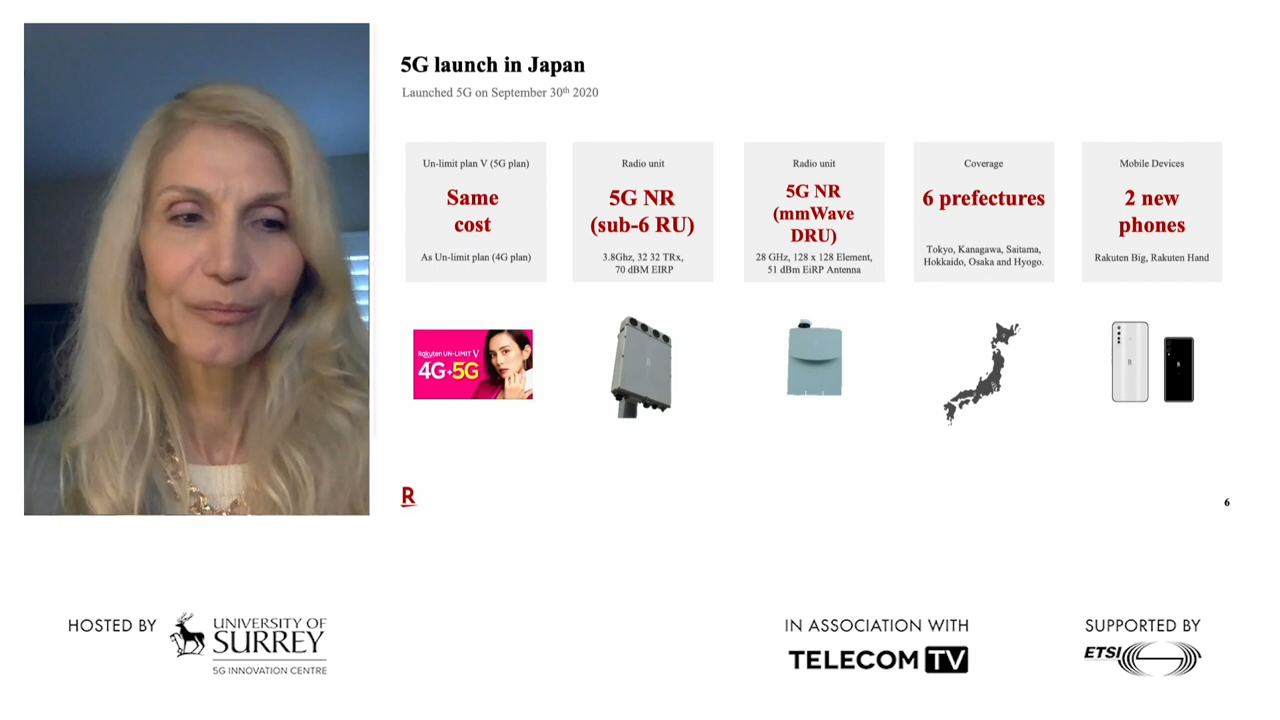 5G launch in Japan
Launched 5G on September 30th 2020
Un-limit plan V (5G plan)
Same
cost
As Un-limit plan (4G plan)
Radio unit
5G NR
(sub-6 RU)
3.8Ghz, 32 32 TRx,
70 dBM EIRP
Radio unit
5G NR
(mmWave
DRU)
28 GHz, 128 x 128 Element,
51 dBm EiRP Antenna
Coverage
6 prefectures
Tokyo, Kanagawa, Saitama,
Hokkaido, Osaka and Hyogo.
Mobile Devices
2 new
phones
Rakuten Big, Rakuten Hand
Rakuten UN-LIMIT V
4G+5G
R
R
R
6
HOSTED BY
UNIVERSITY OF
SURREY
5G INNOVATION CENTRE
IN ASSOCIATION WITH
TELECOM TV
SUPPORTED BY
ETSI